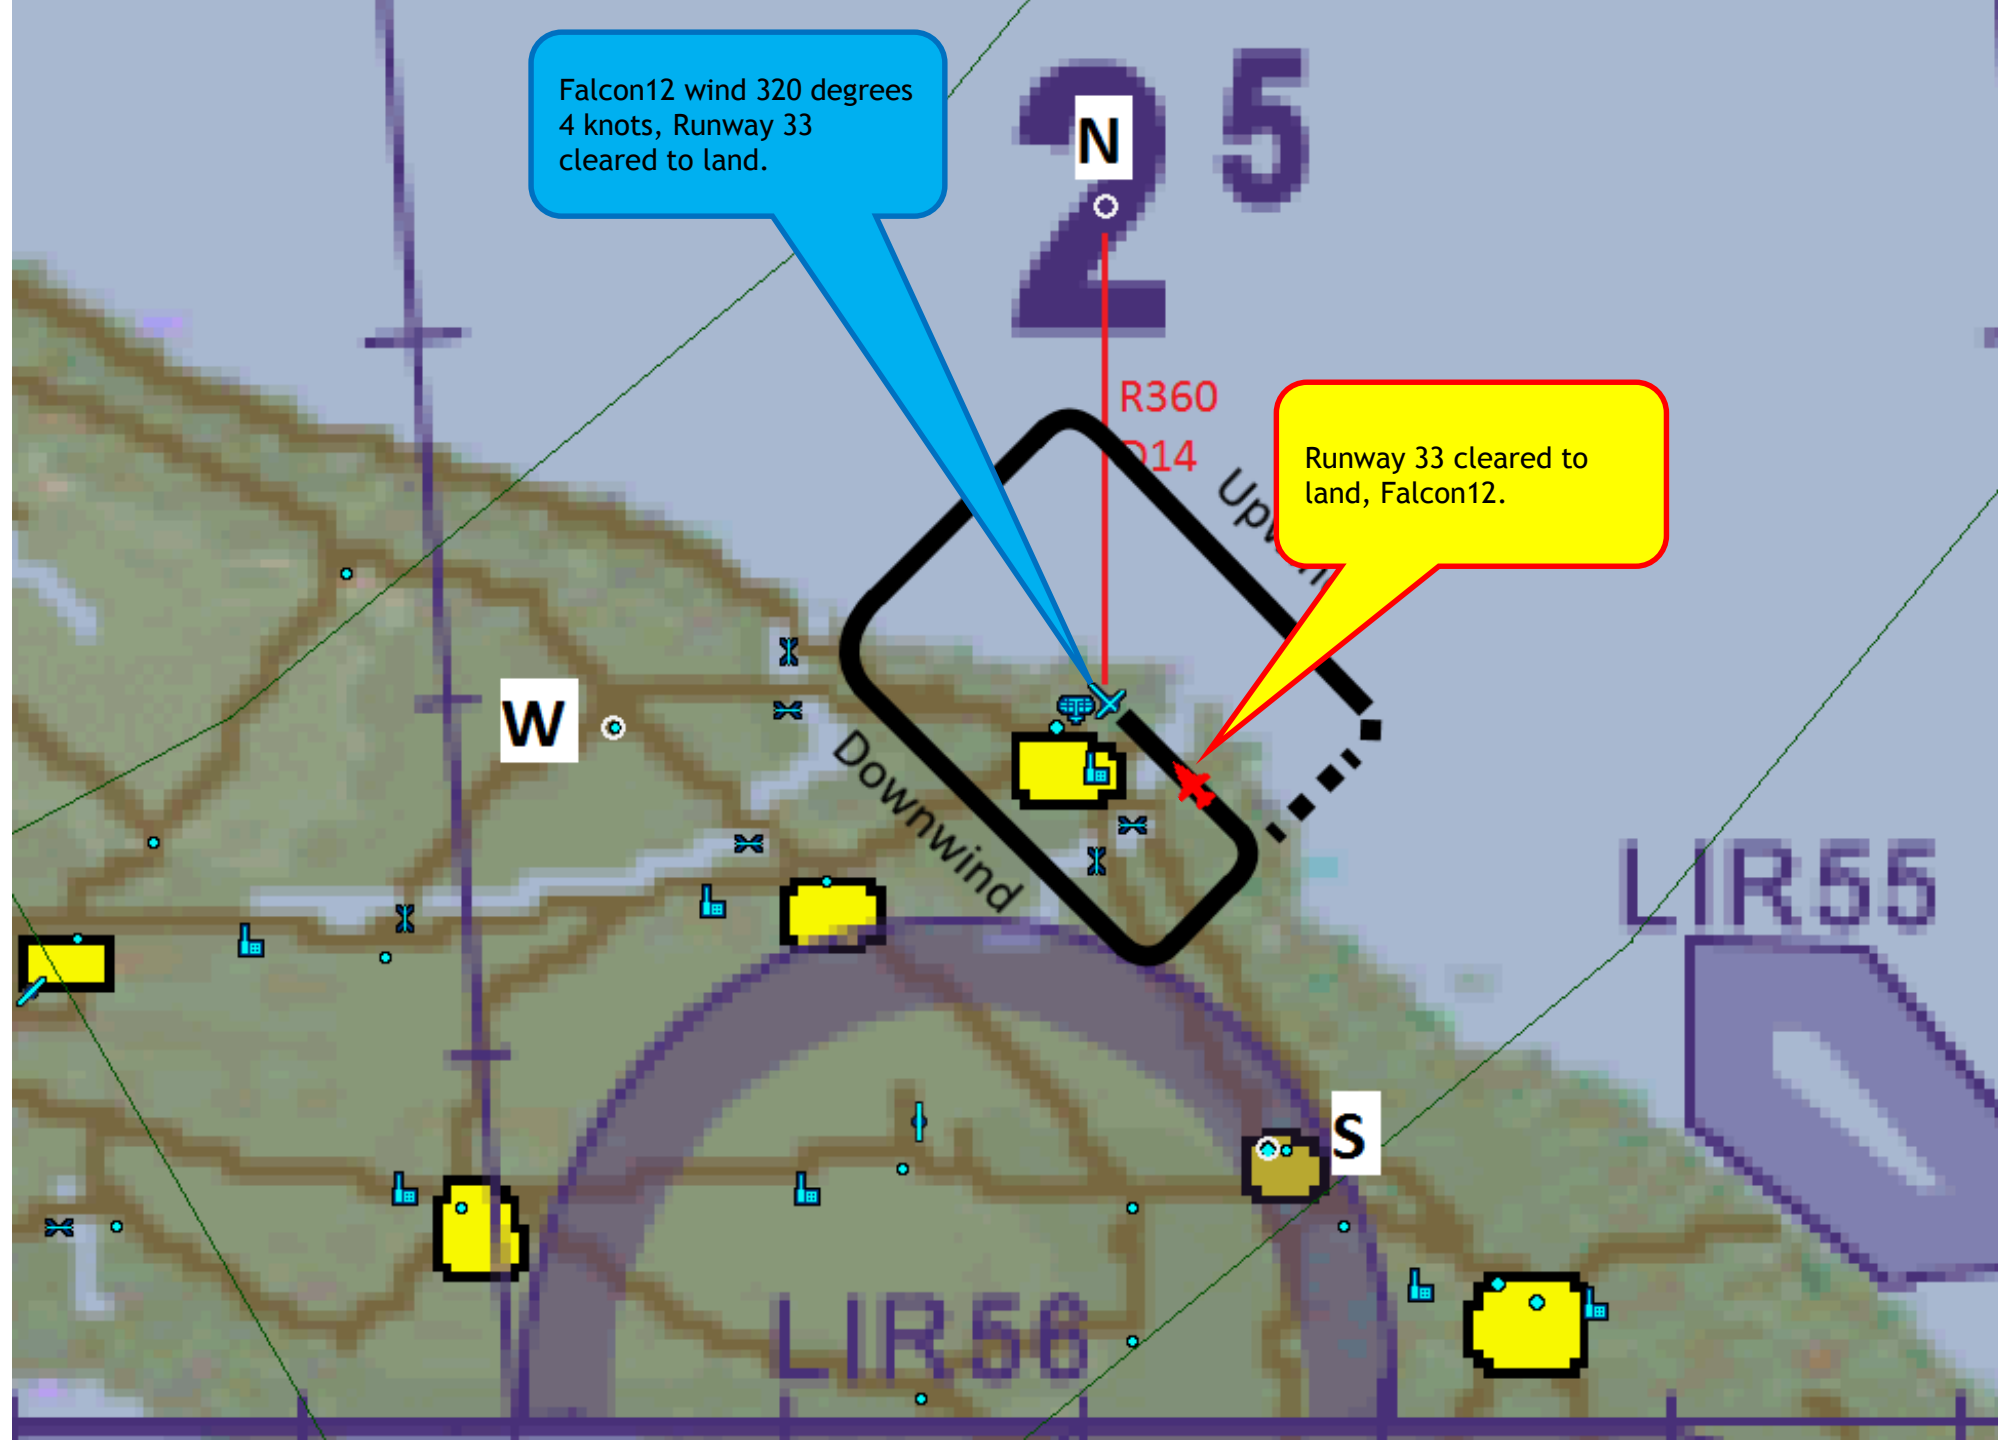 Falcon12 wind 320 degrees
4 knots, Runway 33
cleared to land.
N
2 5
R360
D14
Runway 33 cleared to
land, Falcon12.
W
Downwind
LIR55
S
LIR56